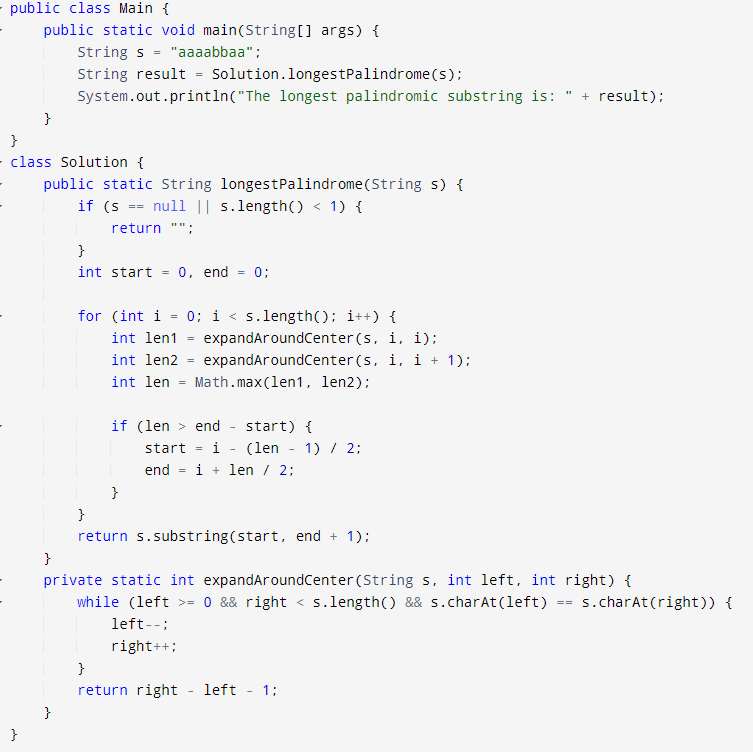 public class Main {
    public static void main(String[] args) {
        String s = "aaaabbaa";
        String result = Solution.longestPalindrome(s);
        System.out.println("The longest palindromic substring is: " + result);
    }
}
class Solution {
    public static String longestPalindrome(String s) {
        if (s == null || s.length() < 1) {
            return "";
        }
        int start = 0, end = 0;

        for (int i = 0; i < s.length(); i++) {
            int len1 = expandAroundCenter(s, i, i);
            int len2 = expandAroundCenter(s, i, i + 1);
            int len = Math.max(len1, len2);

            if (len > end - start) {
                start = i - (len - 1) / 2;
                end = i + len / 2;
            }
        }
        return s.substring(start, end + 1);
    }
    private static int expandAroundCenter(String s, int left, int right) {
        while (left >= 0 && right < s.length() && s.charAt(left) == s.charAt(right)) {
            left--;
            right++;
        }
        return right - left - 1;
    }
}